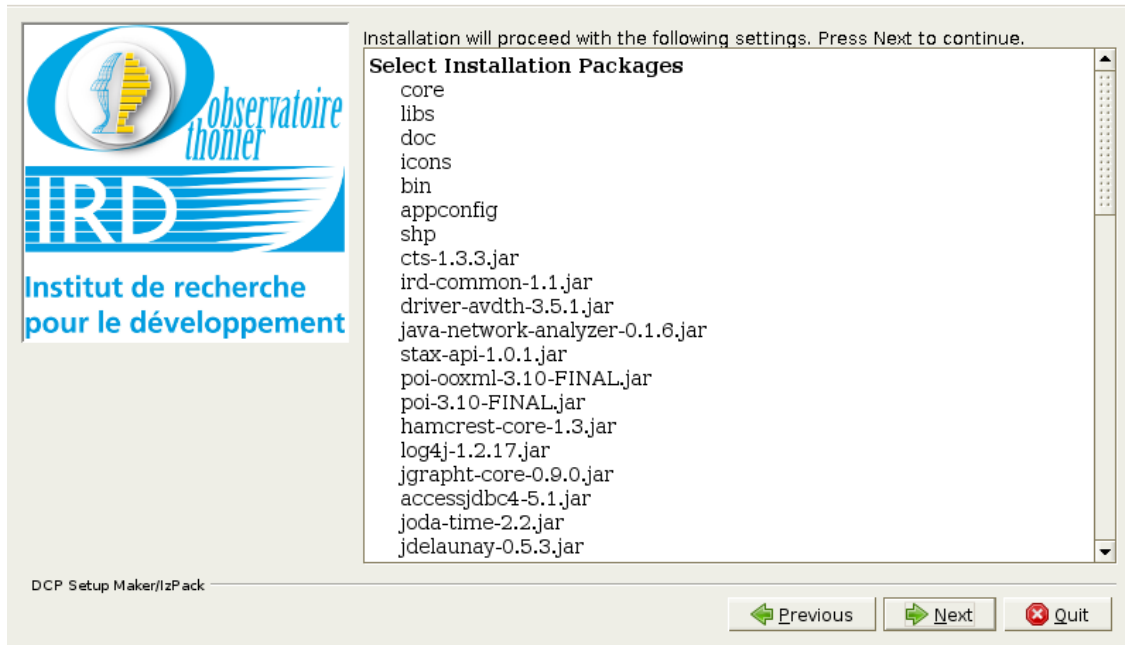 Observatoire
thonier
IRD
Institut de recherche
pour le développement
Installation will proceed with the following settings. Press Next to continue.
Select Installation Packages
core
libs
doc
icons
bin
appconfig
shp
cts-1.3.3.jar
ird-common-1.1.jar
driver-avdth-3.5.1.jar
java-network-analyzer-0.1.6.jar
stax-api-1.0.1.jar
poi-ooxml-3.10-FINAL.jar
poi-3.10-FINAL.jar
hamcrest-core-1.3.jar
log4j-1.2.17.jar
jgrapht-core-0.9.0.jar
accessjdbc4-5.1.jar
joda-time-2.2.jar
jdelaunay-0.5.3.jar
DCP Setup Maker/IzPack
Previous
Next
Quit